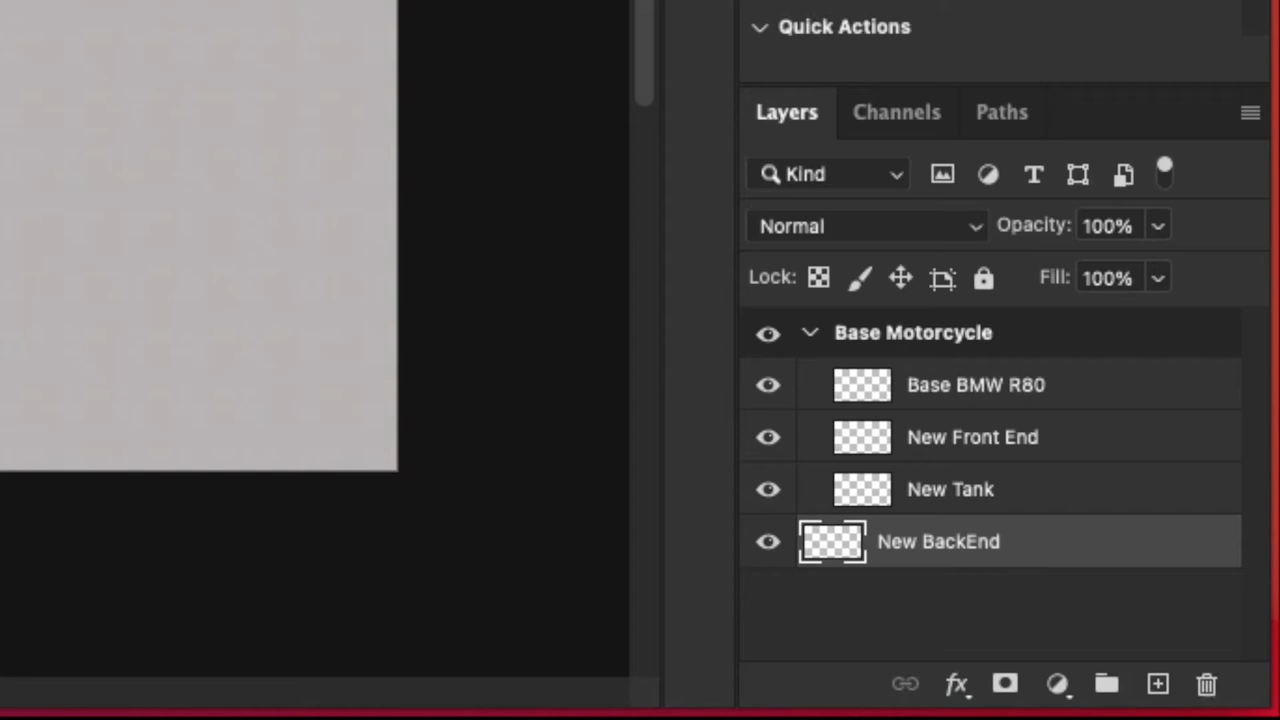 Quick Actions
Layers Channels Paths
Kind
Normal Opacity: 100%
Lock: Fill: 100%
Base Motorcycle
Base BMW R80
New Front End
New Tank
New BackEnd
fx